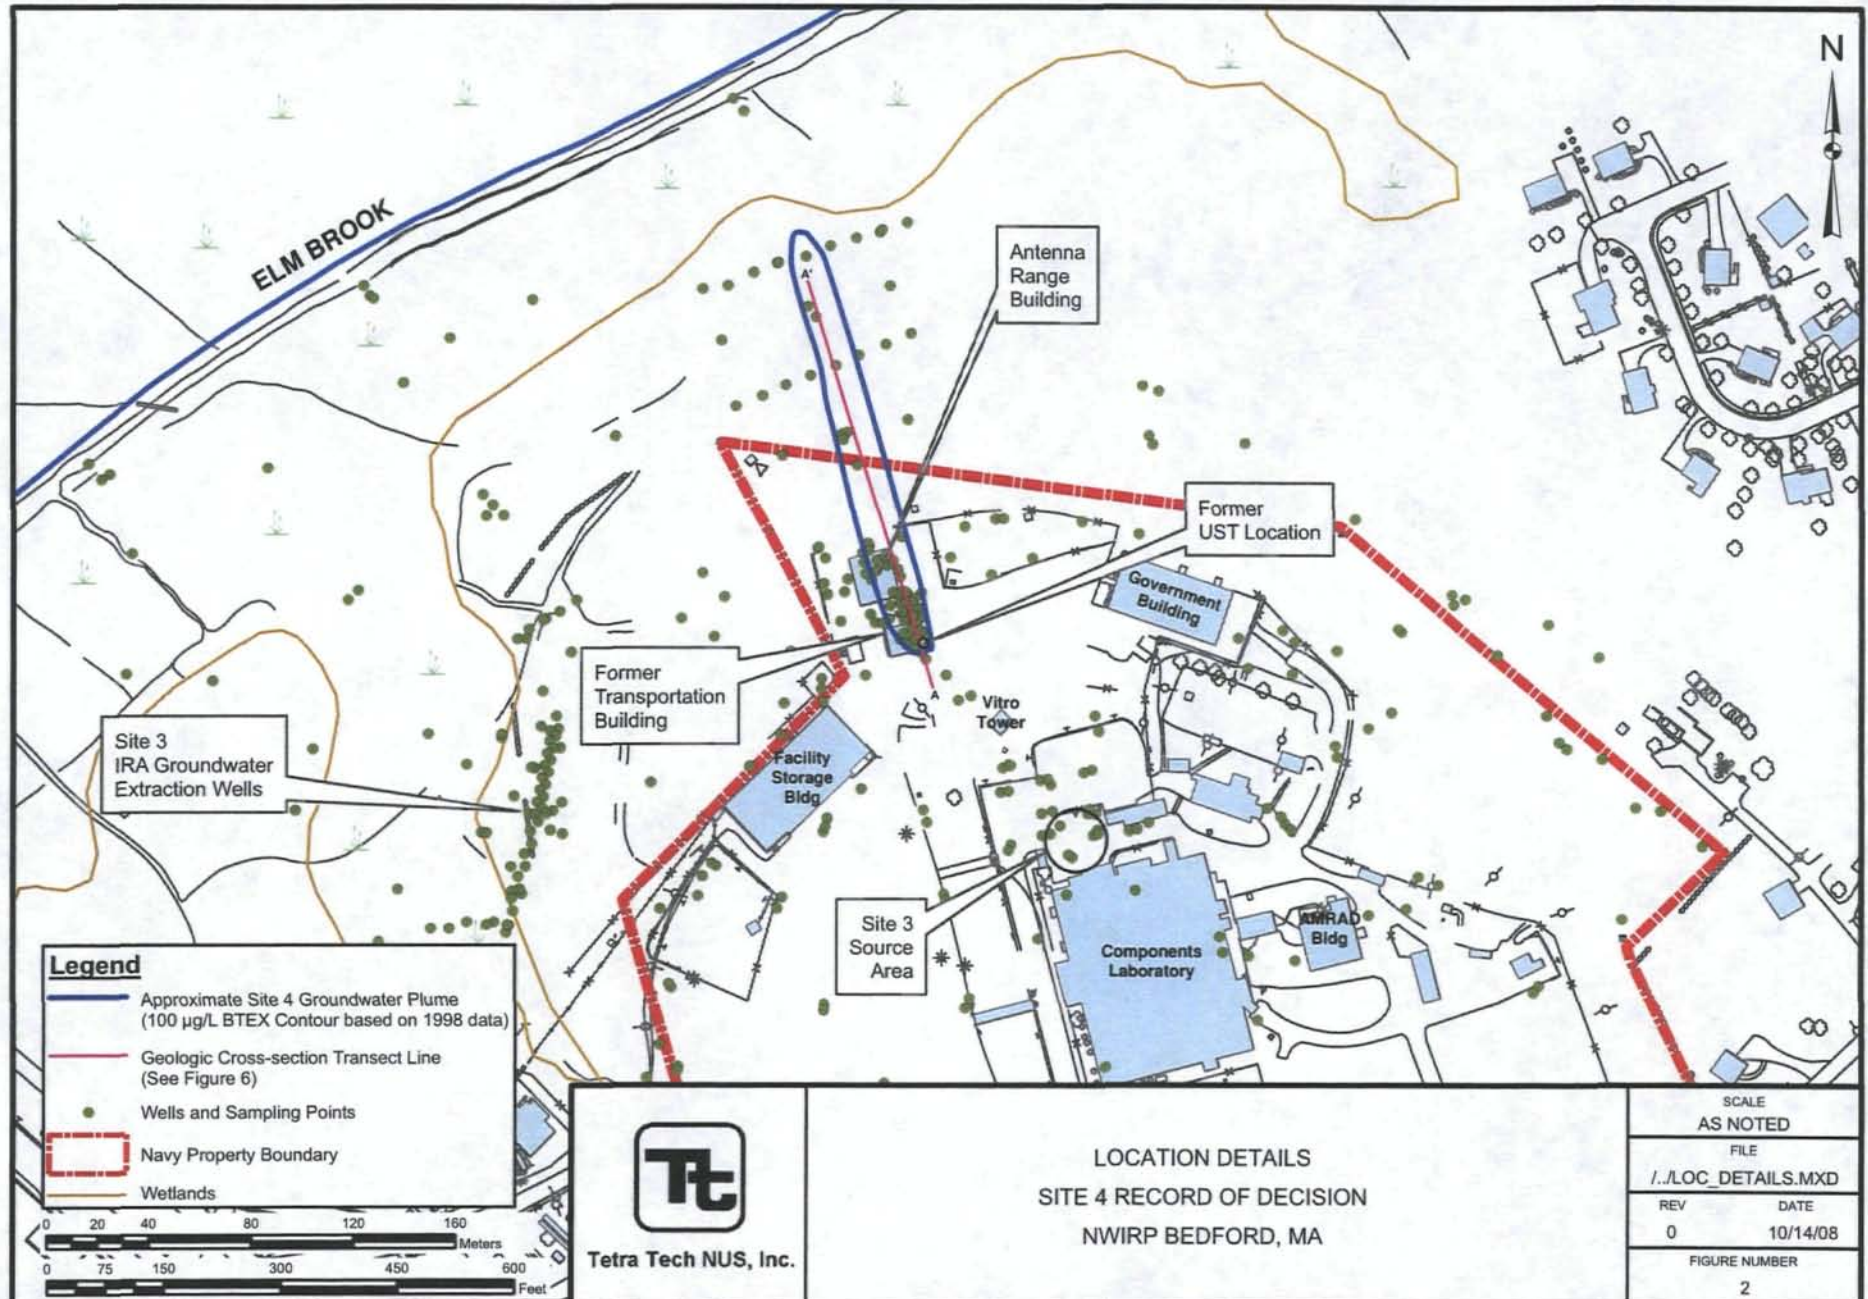 N
ELM BROOK
Antenna
Range
Building
A'
Former
UST Location
Government
Building
Former
Transportation
Building
A
Vitro
Tower
Site 3
IRA Groundwater
Extraction Wells
Facility
Storage
Bldg
Site 3
Source
Area
Components
Laboratory
AMRAD
Bldg
Legend
Approximate Site 4 Groundwater Plume
(100 µg/L BTEX Contour based on 1998 data)
Geologic Cross-section Transect Line
(See Figure 6)
Wells and Sampling Points
Navy Property Boundary
Wetlands
0 20 40 80 120 160
Meters
0 75 150 300 450 600
Feet
Tt
Tetra Tech NUS, Inc.
LOCATION DETAILS
SITE 4 RECORD OF DECISION
NWIRP BEDFORD, MA
SCALE
AS NOTED
FILE
/../LOC_DETAILS.MXD
REV DATE
0 10/14/08
FIGURE NUMBER
2